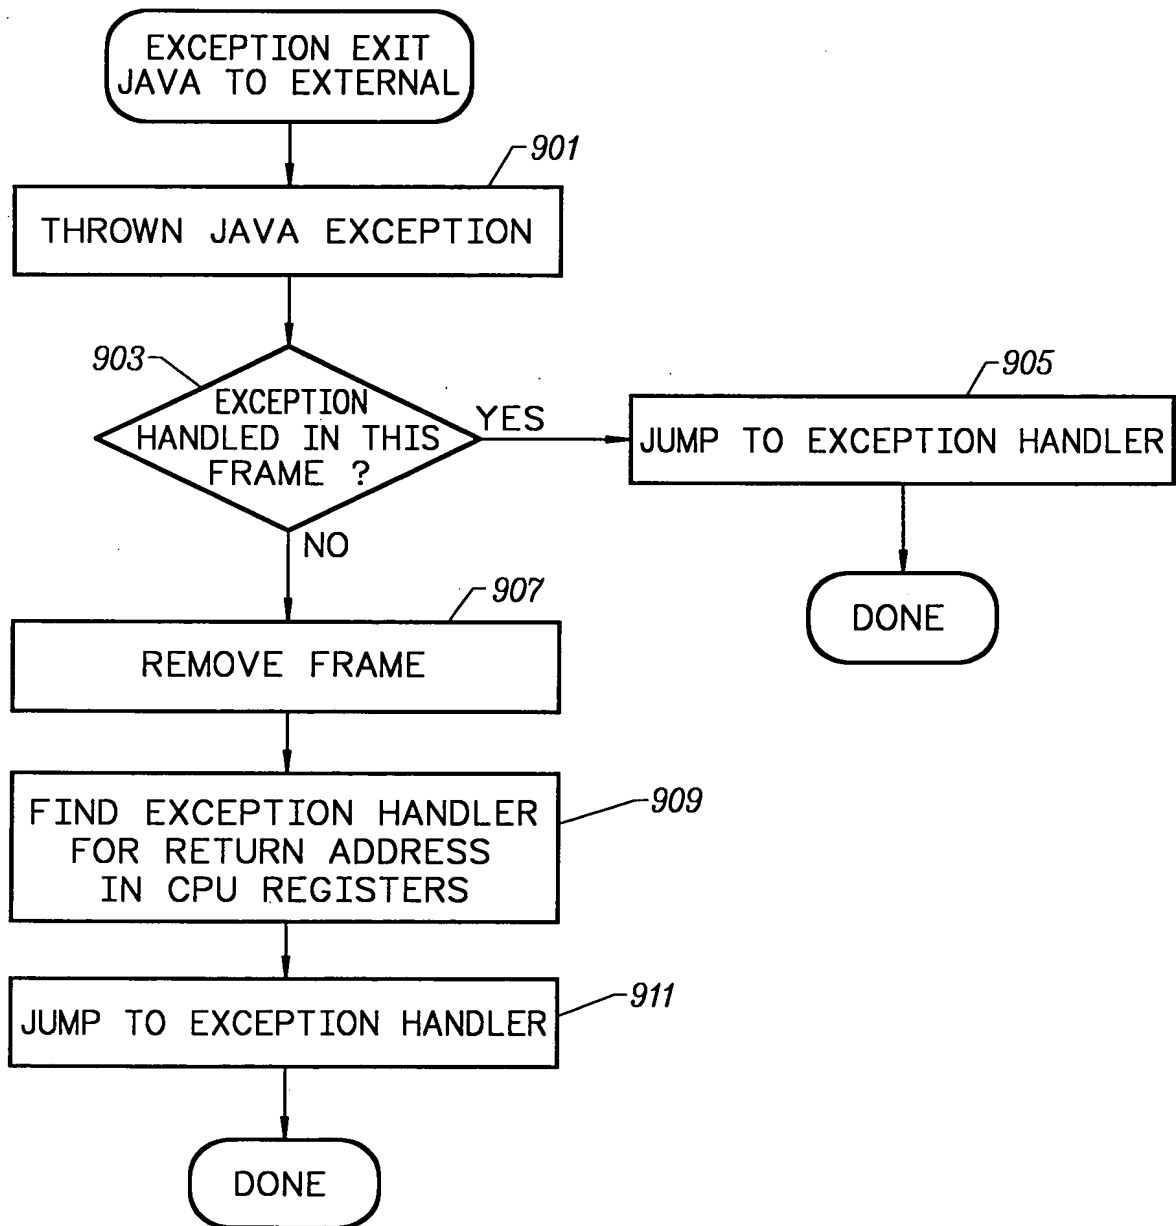 EXCEPTION EXIT
JAVA TO EXTERNAL
901
THROWN JAVA EXCEPTION
903
EXCEPTION
HANDLED IN THIS
FRAME ?
YES
905
JUMP TO EXCEPTION HANDLER
DONE
NO
907
REMOVE FRAME
909
FIND EXCEPTION HANDLER
FOR RETURN ADDRESS
IN CPU REGISTERS
911
JUMP TO EXCEPTION HANDLER
DONE